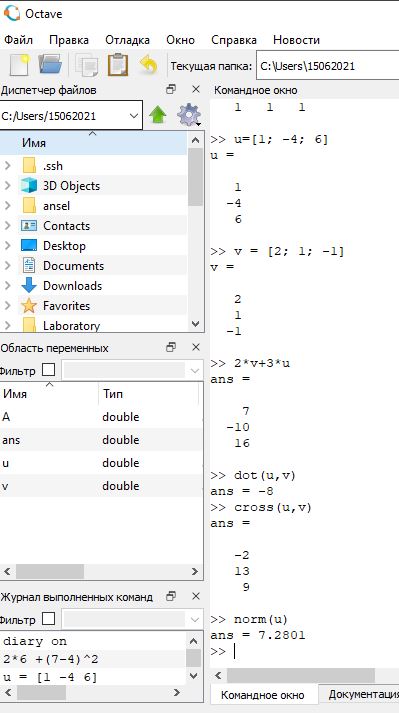 Octave
Файл Правка Отладка Окно Справка Новости
Текущая папка: C:\Users\15062021
Диспетчер файлов
C:/Users/15062021
Имя
.ssh
3D Objects
ansel
Contacts
Desktop
Documents
Downloads
Favorites
Laboratory
Область переменных
Фильтр
Имя Тип
A double
ans double
u double
v double
Журнал выполненных команд
Фильтр
diary on
2*6 +(7-4)^2
u = [1 -4 6]
Командное окно
1 1 1
>> u=[1; -4; 6]
u =
1
-4
6
>> v = [2; 1; -1]
v =
2
1
-1
>> 2*v+3*u
ans =
7
-10
16
>> dot(u,v)
ans = -8
>> cross(u,v)
ans =
-2
13
9
>> norm(u)
ans = 7.2801
>>
Командное окно Документация